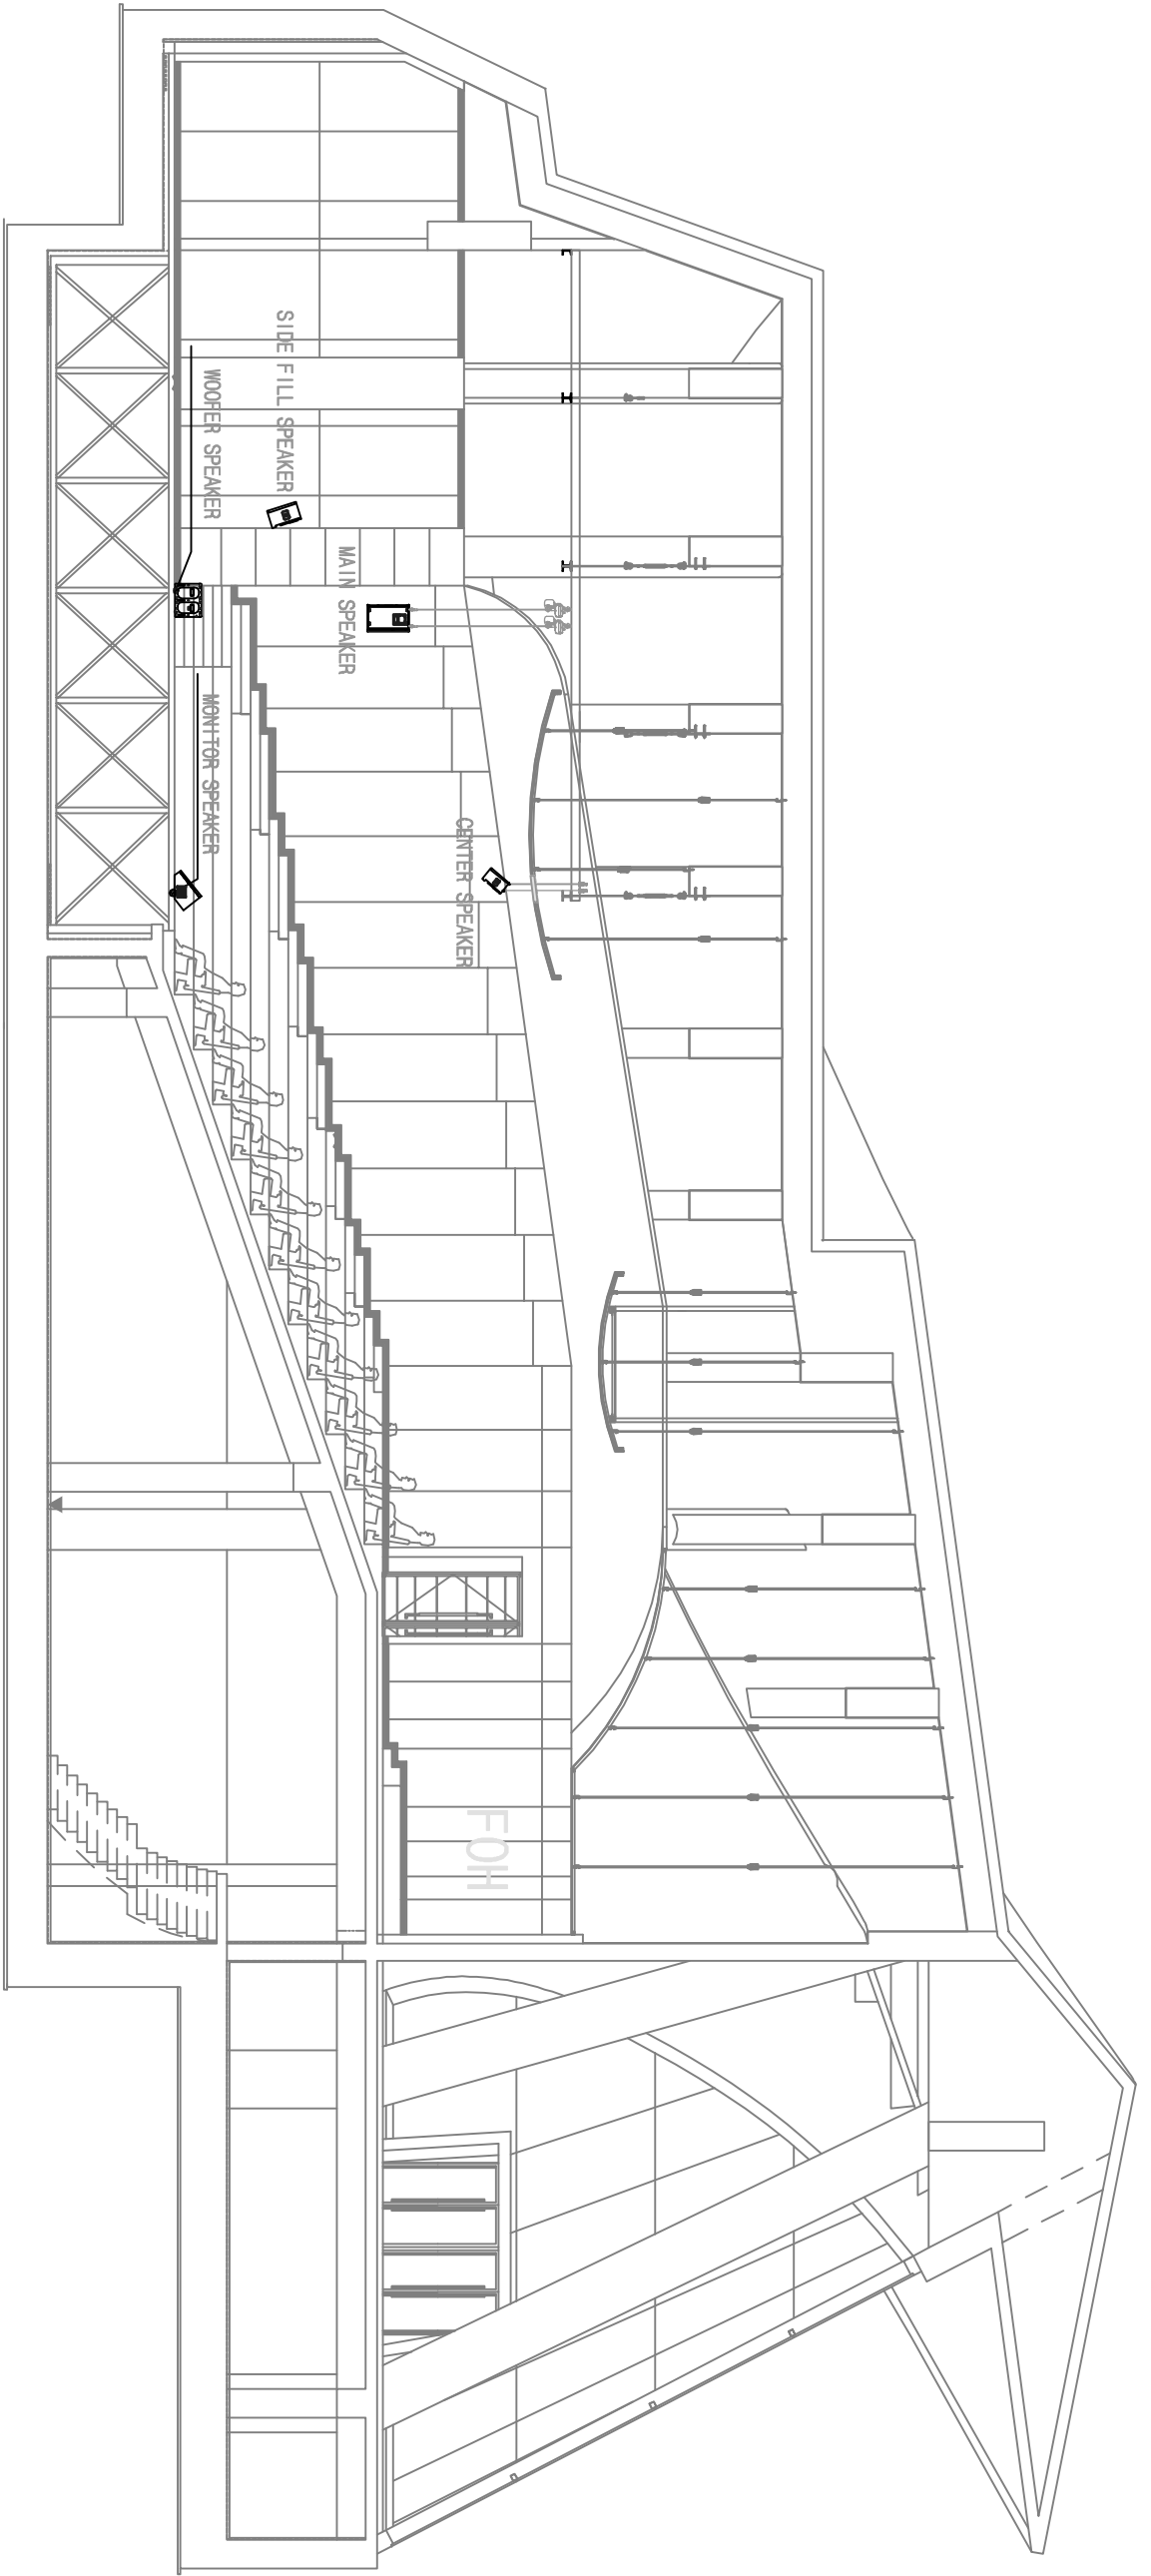 SIDE FILL SPEAKER
WOOFER SPEAKER
MAIN SPEAKER
MONITOR SPEAKER
CENTER SPEAKER
FOH